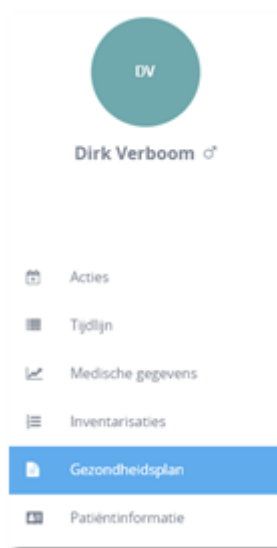 DV
Dirk Verboom ♂
Acties
Tijdlijn
Medische gegevens
Inventarisaties
Gezondheidsplan
Patiëntinformatie